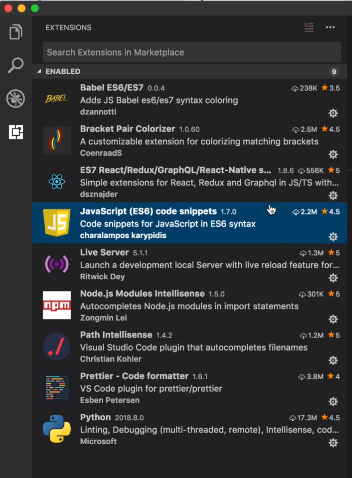 EXTENSIONS
Search Extensions in Marketplace
ENABLED 9
BABEL
Babel ES6/ES7 0.0.4 238K ★ 3.5
Adds JS Babel es6/es7 syntax coloring
dzannotti
Bracket Pair Colorizer 1.0.60 2.5M ★ 4.5
A customizable extension for colorizing matching brackets
CoenraadS
ES7 React/Redux/GraphQL/React-Native s... 1.8.6 556K ★ 5
Simple extensions for React, Redux and Graphql in JS/TS with...
dsznajder
JS
JavaScript (ES6) code snippets 1.7.0 2.2M ★ 4.5
Code snippets for JavaScript in ES6 syntax
charalampos karypidis
Live Server 5.1.1 1.3M ★ 5
Launch a development local Server with live reload feature for...
Ritwick Dey
npm
Node.js Modules Intellisense 1.5.0 301K ★ 5
Autocompletes Node.js modules in import statements
Zongmin Lei
Path Intellisense 1.4.2 1.2M ★ 5
Visual Studio Code plugin that autocompletes filenames
Christian Kohler
Prettier - Code formatter 1.6.1 3.8M ★ 4
VS Code plugin for prettier/prettier
Esben Petersen
Python 2018.8.0 17.3M ★ 4.5
Linting, Debugging (multi-threaded, remote), Intellisense, cod...
Microsoft